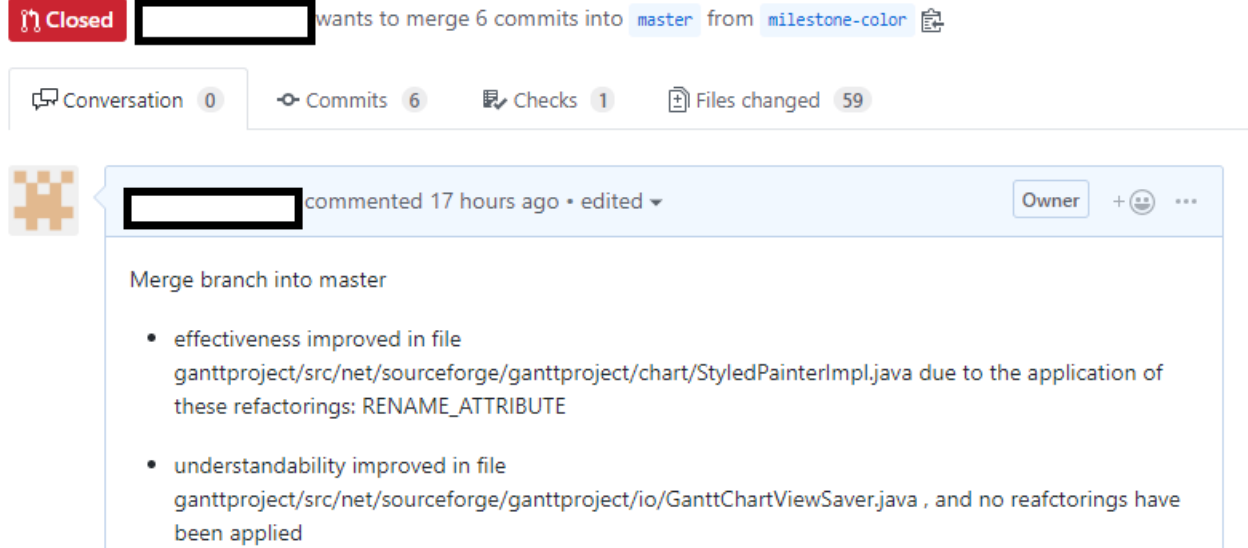 Closed wants to merge 6 commits into master from milestone-color
Conversation 0 Commits 6 Checks 1 Files changed 59
commented 17 hours ago • edited Owner
Merge branch into master
• effectiveness improved in file
ganttproject/src/net/sourceforge/ganttproject/chart/StyledPainterImpl.java due to the application of
these refactorings: RENAME_ATTRIBUTE
• understandability improved in file
ganttproject/src/net/sourceforge/ganttproject/io/GanttChartViewSaver.java , and no reafctorings have
been applied